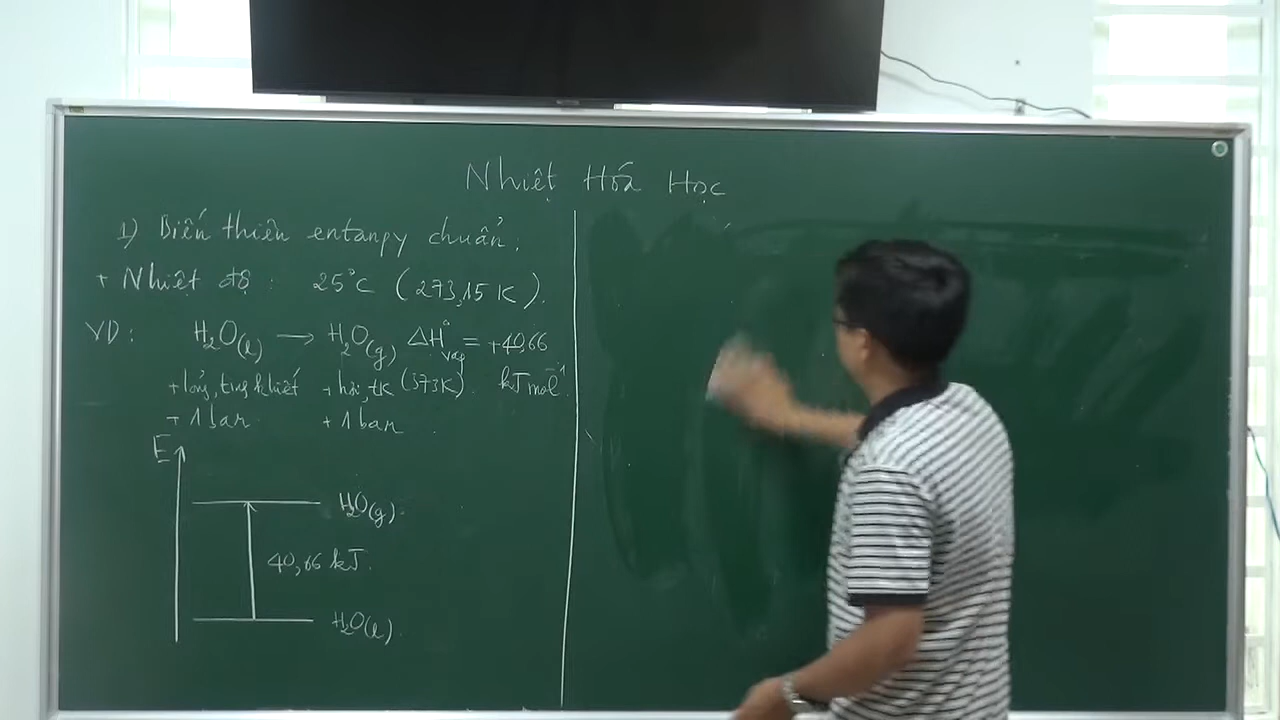 Nhiệt Hóa Học
1) Biến thiên entanpy chuẩn.
+ Nhiệt độ : 25°C (273,15 K).
VD : H₂O(l) → H₂O(g) ΔH°vap = +40,66
+ lỏng, tinh khiết + hơi, tK (373K). kJ mol⁻¹.
+ 1 bar + 1 bar
E
H₂O(g).
40,66 kJ.
H₂O(l).